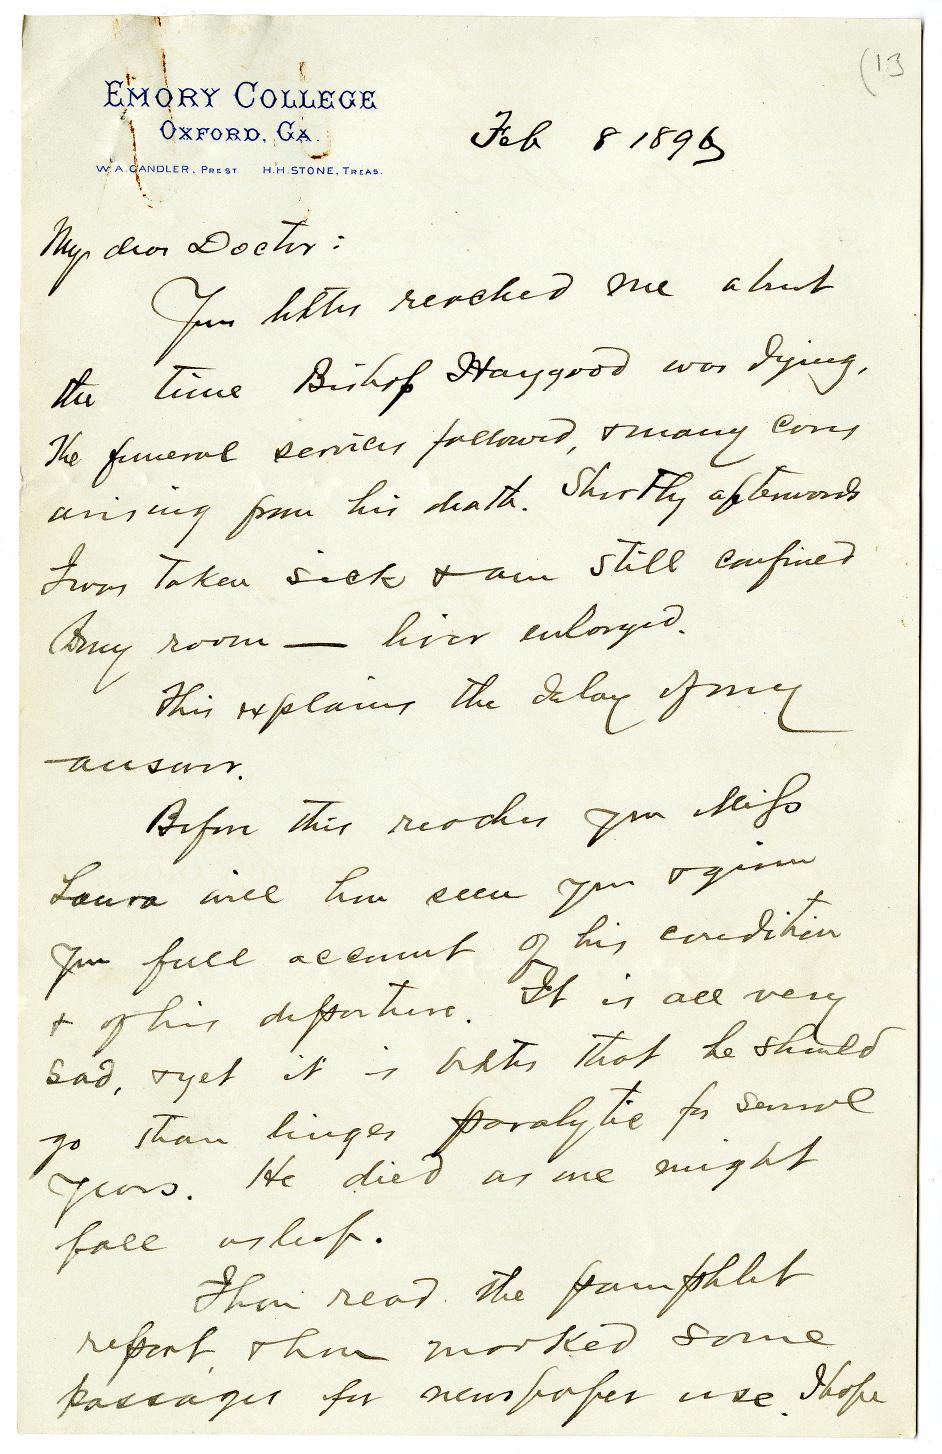 (13
EMORY COLLEGE
OXFORD, GA.
W. A. CANDLER, PREST H. H. STONE, TREAS.
Feb 8 1896
My dear Doctor:
Your letter reached me about
the time Bishop Haygood was dying.
The funeral services followed, & many cares
arising from his death. Shortly afterwards
I was taken sick & am still confined
to my room — liver enlarged.
This explains the delay of my
answer.
Before this reaches you Miss
Laura will have seen you & given
you full account of his condition
& of his departure. It is all very
sad, & yet it is better that he should
go than linger paralytic for several
years. He died as one might
fall asleep.
I have read the pamphlet
report, & have marked some
passages for newspaper use. I hope